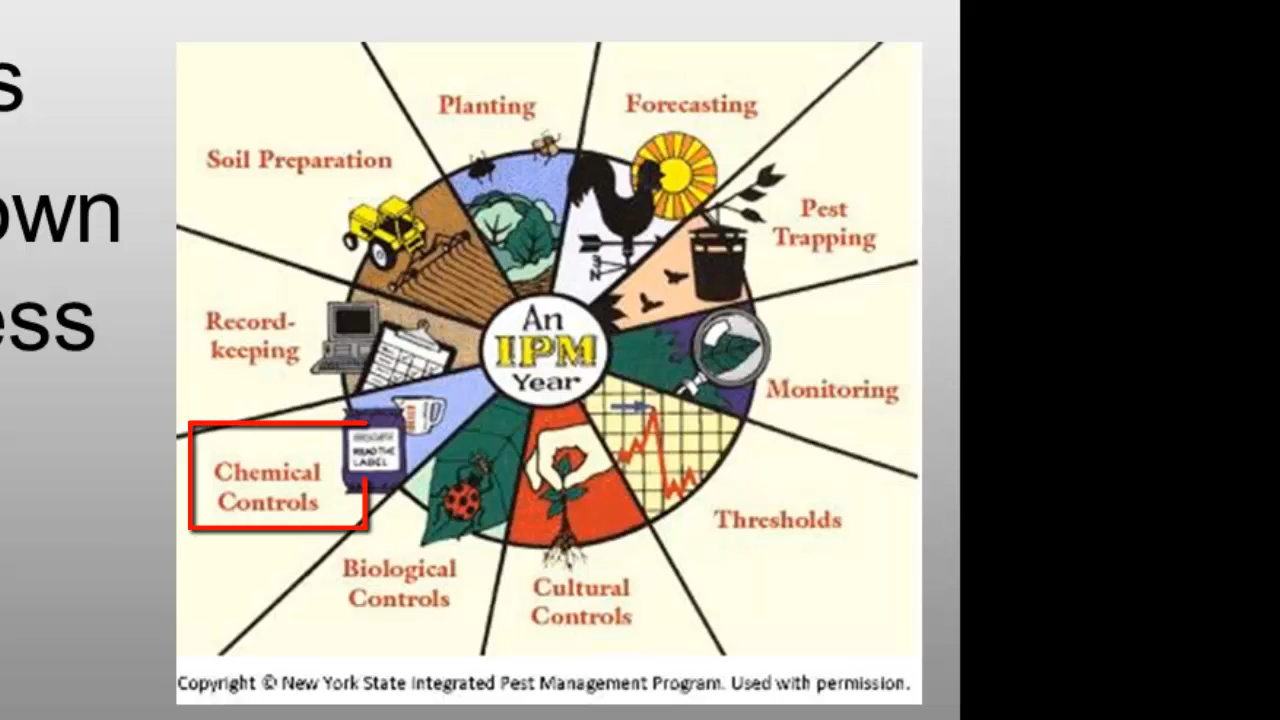 s
own
ess
Planting
Forecasting
Soil Preparation
Pest
Trapping
Record-
keeping
An
IPM
Year
Monitoring
READ THE
LABEL
Chemical
Controls
Thresholds
Biological
Controls
Cultural
Controls
Copyright © New York State Integrated Pest Management Program. Used with permission.